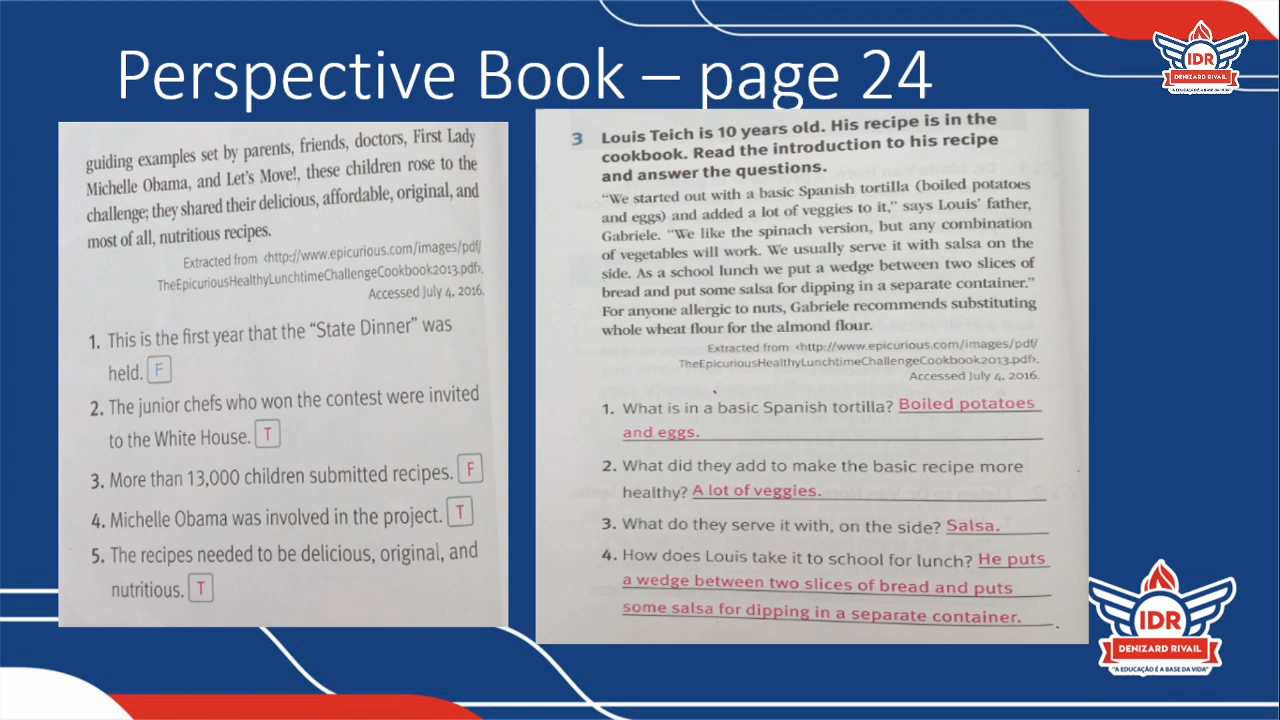 Perspective Book – page 24
IDR
DENIZARD RIVAIL
"A EDUCAÇÃO É A BASE DA VIDA"
guiding examples set by parents, friends, doctors, First Lady
Michelle Obama, and Let's Move!, these children rose to the
challenge; they shared their delicious, affordable, original, and
most of all, nutritious recipes.
Extracted from <http://www.epicurious.com/images/pdf/
TheEpicuriousHealthyLunchtimeChallengeCookbook2013.pdf>.
Accessed July 4, 2016.
1. This is the first year that the "State Dinner" was
held. F
2. The junior chefs who won the contest were invited
to the White House. T
3. More than 13,000 children submitted recipes. F
4. Michelle Obama was involved in the project. T
5. The recipes needed to be delicious, original, and
nutritious. T
3 Louis Teich is 10 years old. His recipe is in the
cookbook. Read the introduction to his recipe
and answer the questions.
"We started out with a basic Spanish tortilla (boiled potatoes
and eggs) and added a lot of veggies to it," says Louis' father,
Gabriele. "We like the spinach version, but any combination
of vegetables will work. We usually serve it with salsa on the
side. As a school lunch we put a wedge between two slices of
bread and put some salsa for dipping in a separate container."
For anyone allergic to nuts, Gabriele recommends substituting
whole wheat flour for the almond flour.
Extracted from <http://www.epicurious.com/images/pdf/
TheEpicuriousHealthyLunchtimeChallengeCookbook2013.pdf>.
Accessed July 4, 2016.
1. What is in a basic Spanish tortilla? Boiled potatoes
and eggs.
2. What did they add to make the basic recipe more
healthy? A lot of veggies.
3. What do they serve it with, on the side? Salsa.
4. How does Louis take it to school for lunch? He puts
a wedge between two slices of bread and puts
some salsa for dipping in a separate container.
IDR
DENIZARD RIVAIL
"A EDUCAÇÃO É A BASE DA VIDA"